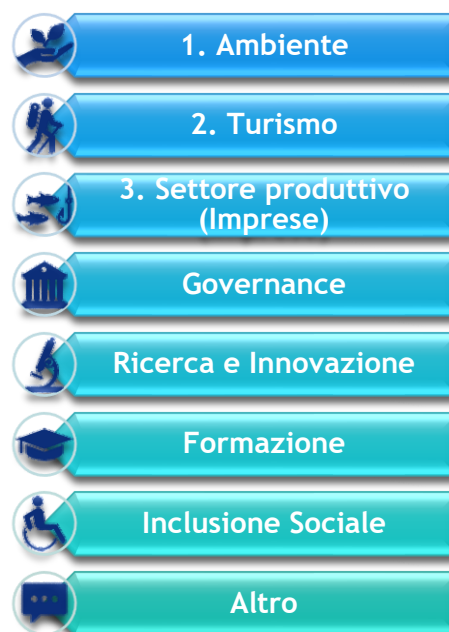 1. Ambiente
2. Turismo
3. Settore produttivo
(Imprese)
Governance
Ricerca e Innovazione
Formazione
Inclusione Sociale
Altro